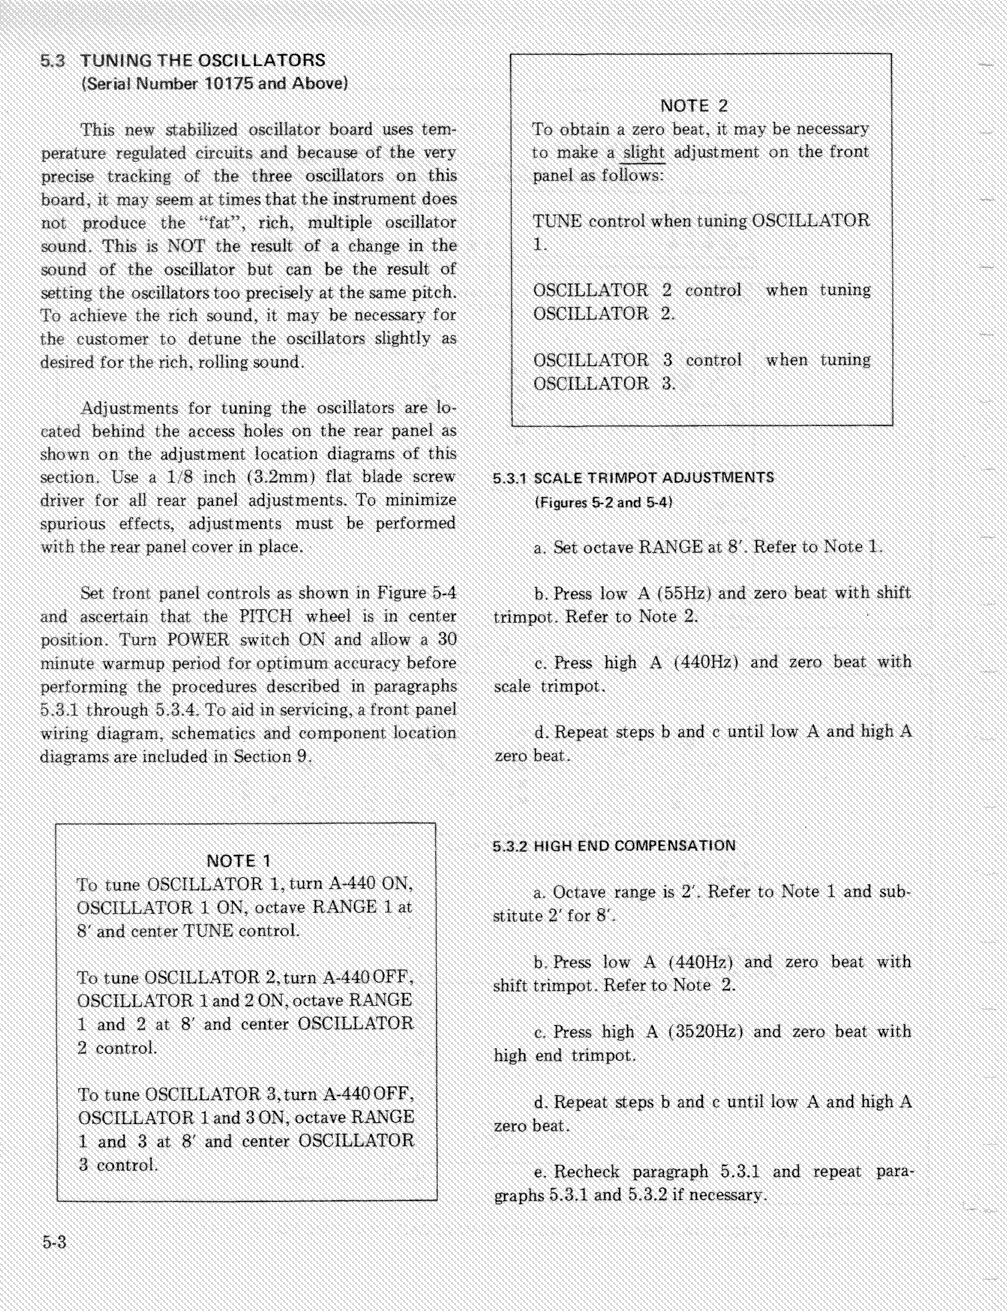 5.3 TUNING THE OSCILLATORS
(Serial Number 10175 and Above)
This new stabilized oscillator board uses tem-
perature regulated circuits and because of the very
precise tracking of the three oscillators on this
board, it may seem at times that the instrument does
not produce the “fat”, rich, multiple oscillator
sound. This is NOT the result of a change in the
sound of the oscillator but can be the result of
setting the oscillators too precisely at the same pitch.
To achieve the rich sound, it may be necessary for
the customer to detune the oscillators slightly as
desired for the rich, rolling sound.
Adjustments for tuning the oscillators are lo-
cated behind the access holes on the rear panel as
shown on the adjustment location diagrams of this
section. Use a 1/8 inch (3.2mm) flat blade screw
driver for all rear panel adjustments. To minimize
spurious effects, adjustments must be performed
with the rear panel cover in place.
Set front panel controls as shown in Figure 5-4
and ascertain that the PITCH wheel is in center
position. Turn POWER switch ON and allow a 30
minute warmup period for optimum accuracy before
performing the procedures described in paragraphs
5.3.1 through 5.3.4. To aid in servicing, a front panel
wiring diagram, schematics and component location
diagrams are included in Section 9.
NOTE 1
To tune OSCILLATOR 1, turn A-440 ON,
OSCILLATOR 1 ON, octave RANGE 1 at
8′ and center TUNE control.
To tune OSCILLATOR 2, turn A-440 OFF,
OSCILLATOR 1 and 2 ON, octave RANGE
1 and 2 at 8′ and center OSCILLATOR
2 control.
To tune OSCILLATOR 3, turn A-440 OFF,
OSCILLATOR 1 and 3 ON, octave RANGE
1 and 3 at 8′ and center OSCILLATOR
3 control.
5-3
NOTE 2
To obtain a zero beat, it may be necessary
to make a slight adjustment on the front
panel as follows:
TUNE control when tuning OSCILLATOR
1.
OSCILLATOR 2 control when tuning
OSCILLATOR 2.
OSCILLATOR 3 control when tuning
OSCILLATOR 3.
5.3.1 SCALE TRIMPOT ADJUSTMENTS
(Figures 5-2 and 5-4)
a. Set octave RANGE at 8′. Refer to Note 1.
b. Press low A (55Hz) and zero beat with shift
trimpot. Refer to Note 2.
c. Press high A (440Hz) and zero beat with
scale trimpot.
d. Repeat steps b and c until low A and high A
zero beat.
5.3.2 HIGH END COMPENSATION
a. Octave range is 2′. Refer to Note 1 and sub-
stitute 2′ for 8′.
b. Press low A (440Hz) and zero beat with
shift trimpot. Refer to Note 2.
c. Press high A (3520Hz) and zero beat with
high end trimpot.
d. Repeat steps b and c until low A and high A
zero beat.
e. Recheck paragraph 5.3.1 and repeat para-
graphs 5.3.1 and 5.3.2 if necessary.